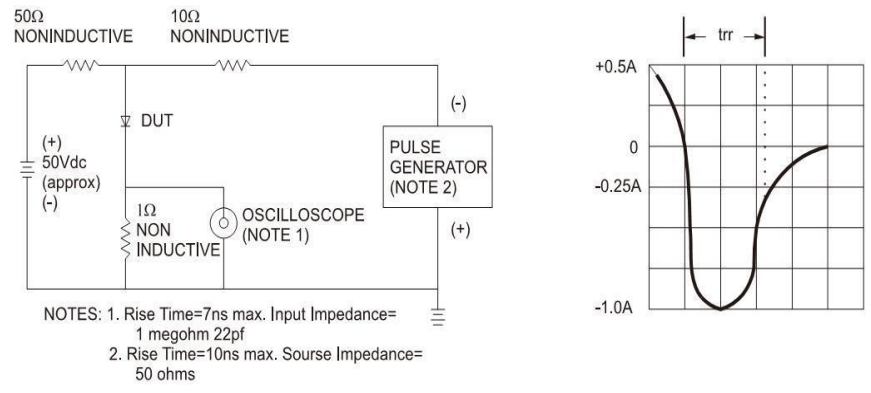 50Ω
NONINDUCTIVE
10Ω
NONINDUCTIVE
DUT
(+)
50Vdc
(approx)
(-)
1Ω
NON
INDUCTIVE
OSCILLOSCOPE
(NOTE 1)
(-)
PULSE
GENERATOR
(NOTE 2)
(+)
NOTES: 1. Rise Time=7ns max. Input Impedance=
1 megohm 22pf
2. Rise Time=10ns max. Sourse Impedance=
50 ohms
trr
+0.5A
0
-0.25A
-1.0A